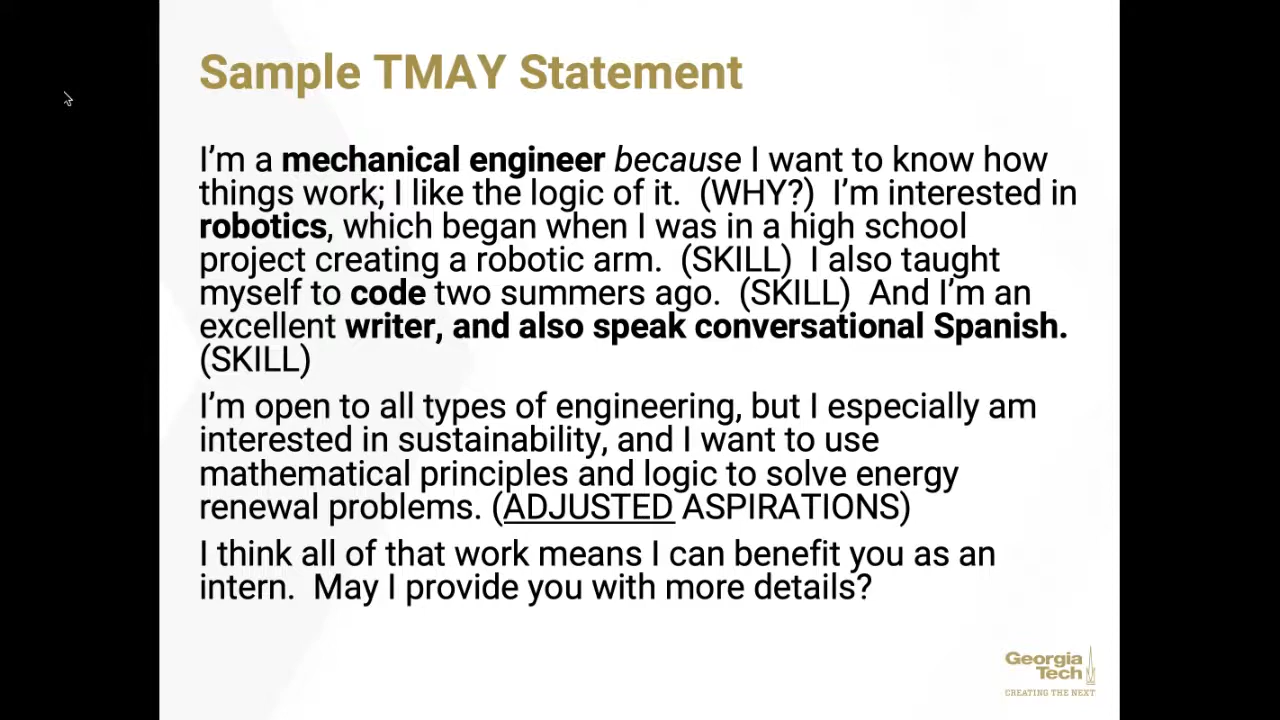 Sample TMAY Statement
I'm a mechanical engineer because I want to know how
things work; I like the logic of it.  (WHY?)  I'm interested in
robotics, which began when I was in a high school
project creating a robotic arm.  (SKILL)  I also taught
myself to code two summers ago.  (SKILL)  And I'm an
excellent writer, and also speak conversational Spanish.
(SKILL)
I'm open to all types of engineering, but I especially am
interested in sustainability, and I want to use
mathematical principles and logic to solve energy
renewal problems. (ADJUSTED ASPIRATIONS)
I think all of that work means I can benefit you as an
intern.  May I provide you with more details?
Georgia
Tech
CREATING THE NEXT